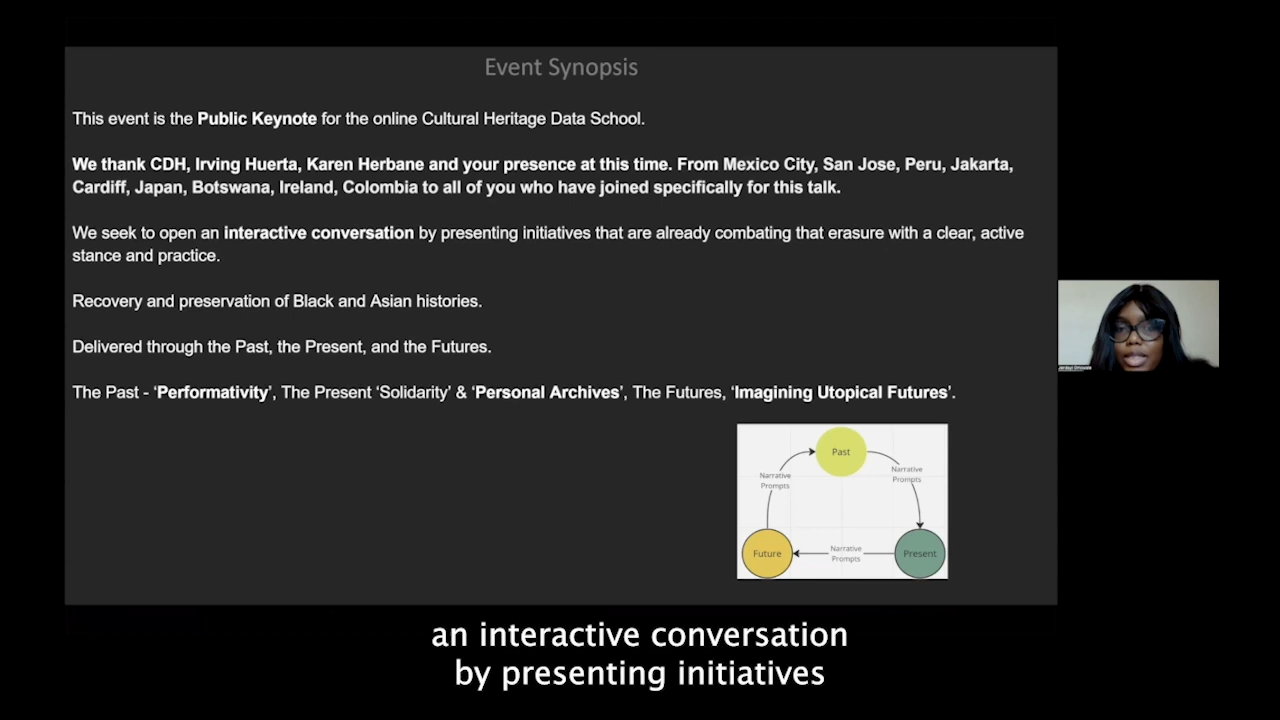 Event Synopsis
This event is the Public Keynote for the online Cultural Heritage Data School.
We thank CDH, Irving Huerta, Karen Herbane and your presence at this time. From Mexico City, San Jose, Peru, Jakarta,
Cardiff, Japan, Botswana, Ireland, Colombia to all of you who have joined specifically for this talk.
We seek to open an interactive conversation by presenting initiatives that are already combating that erasure with a clear, active
stance and practice.
Recovery and preservation of Black and Asian histories.
Delivered through the Past, the Present, and the Futures.
The Past - ‘Performativity’, The Present ‘Solidarity’ & ‘Personal Archives’, The Futures, ‘Imagining Utopical Futures’.
Past
Narrative
Prompts
Narrative
Prompts
Future
Narrative
Prompts
Present
an interactive conversation
by presenting initiatives